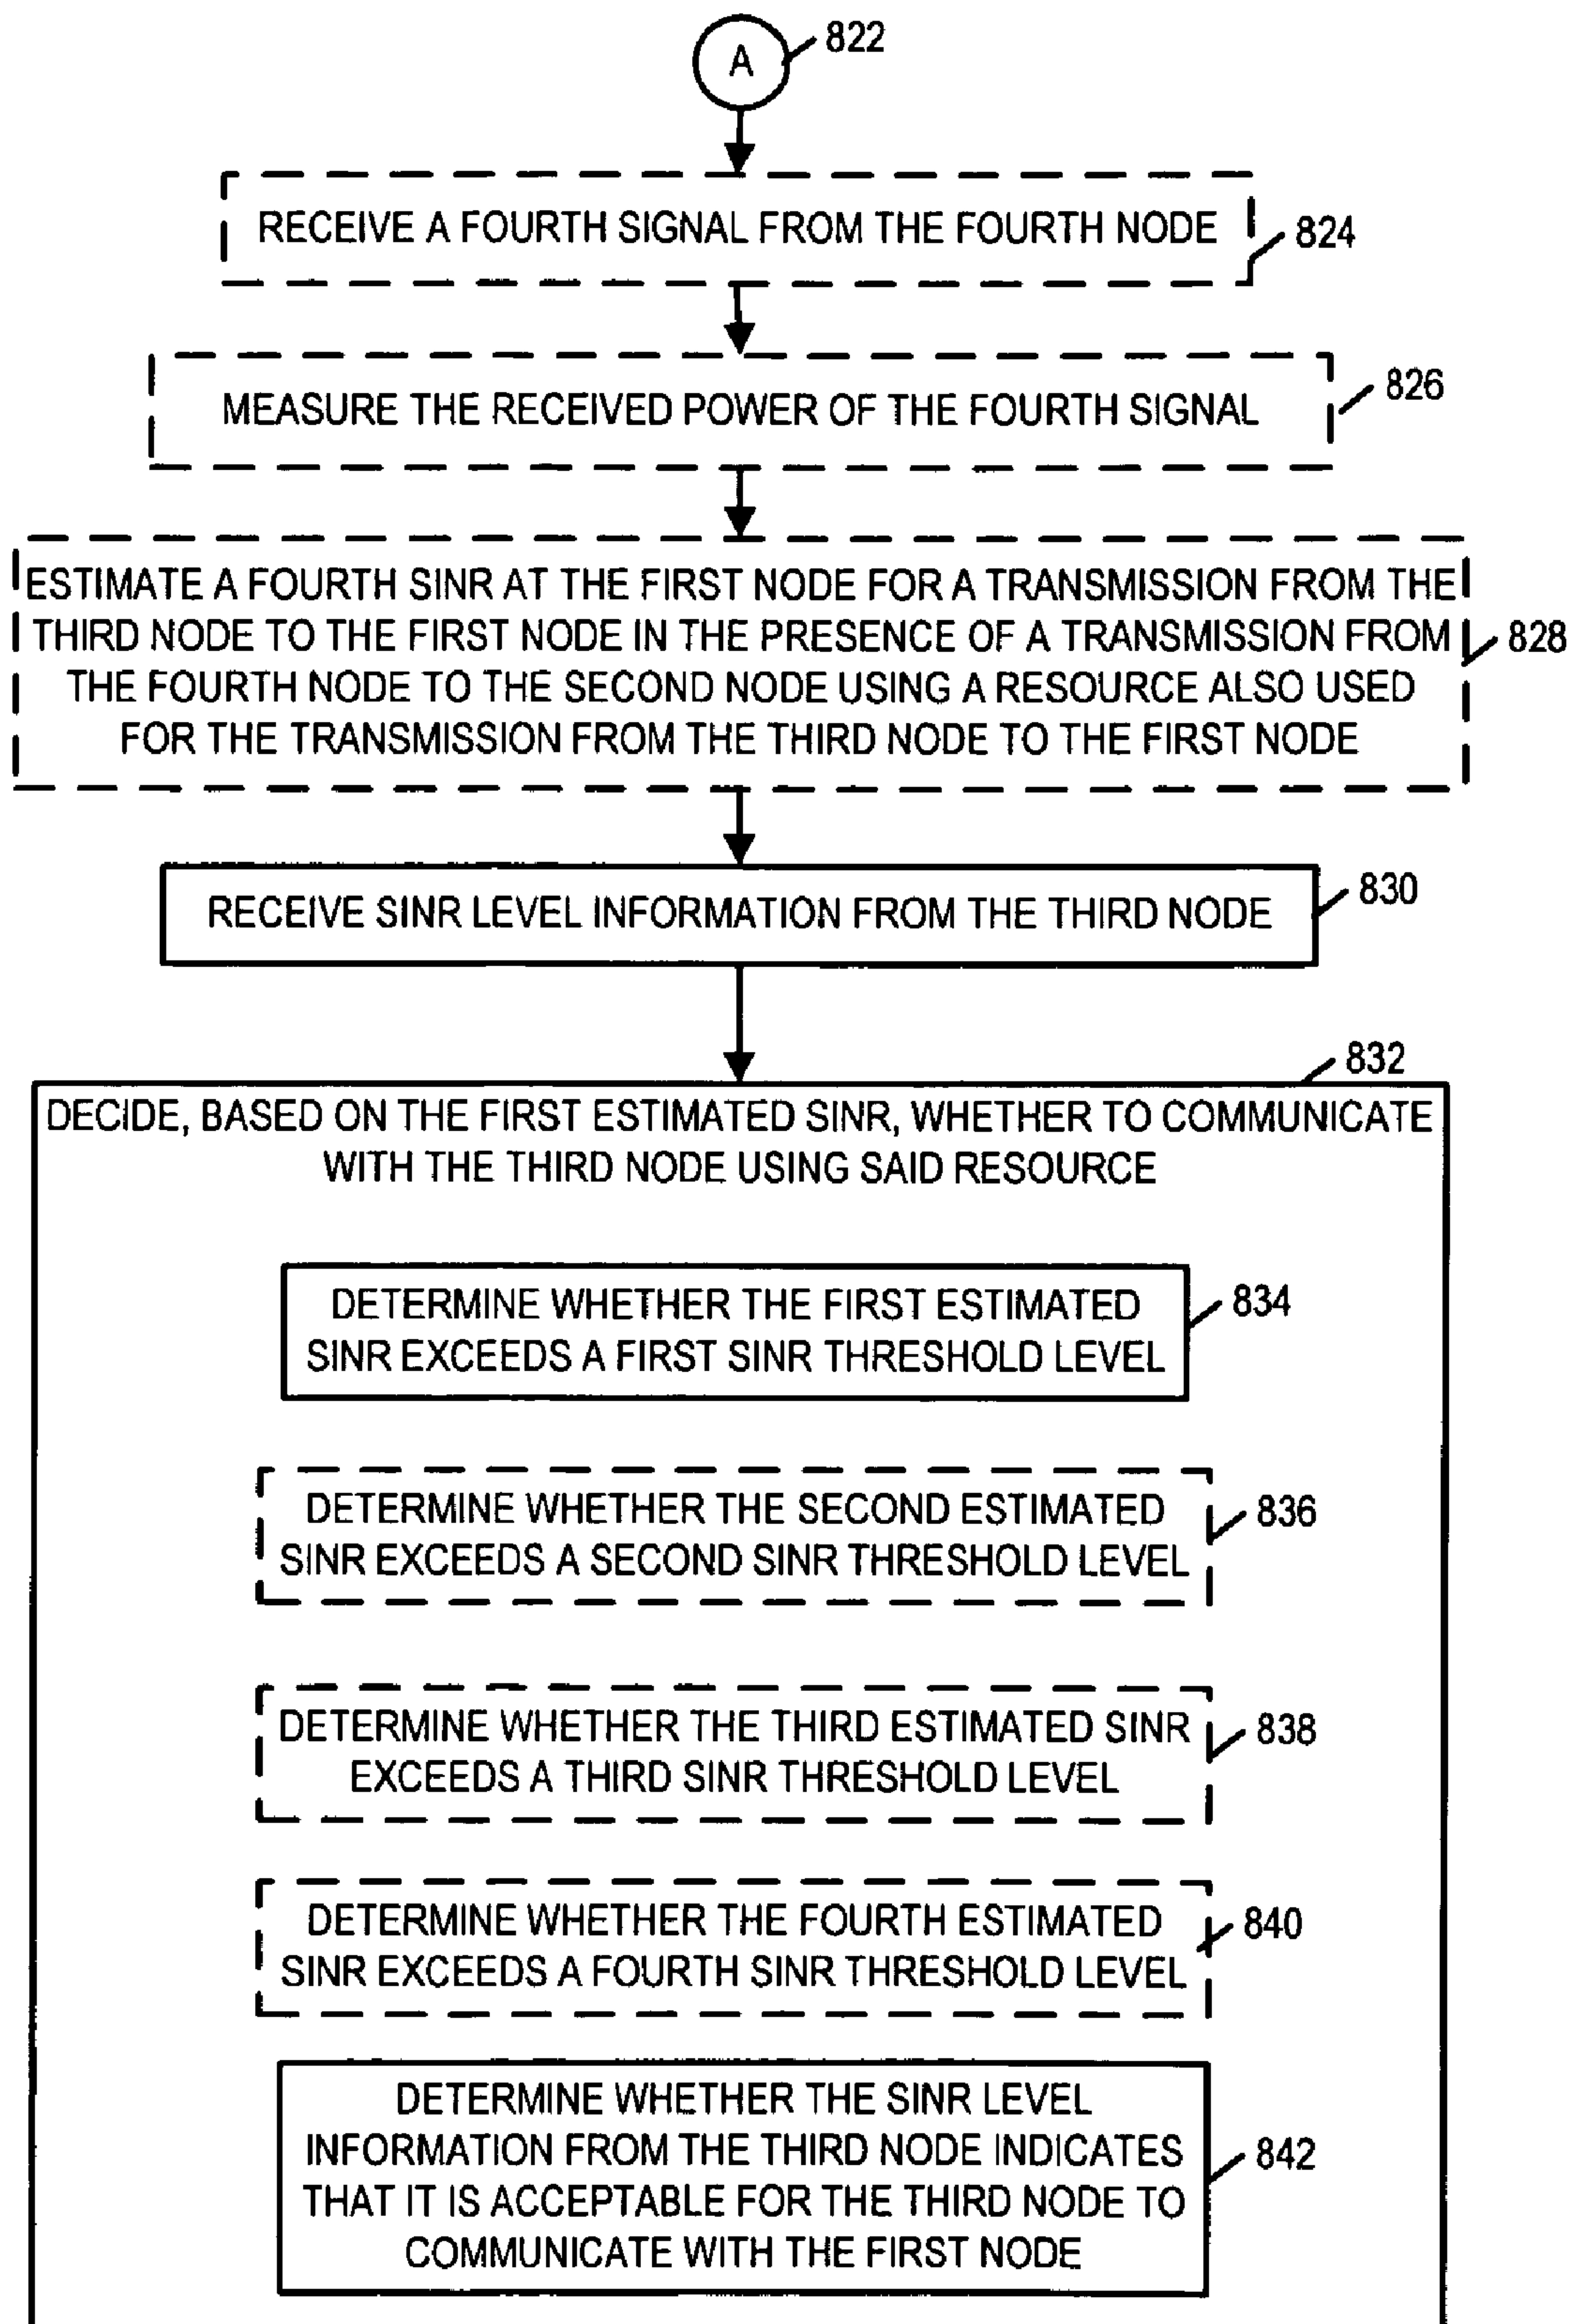 A
822
RECEIVE A FOURTH SIGNAL FROM THE FOURTH NODE
824
MEASURE THE RECEIVED POWER OF THE FOURTH SIGNAL
826
ESTIMATE A FOURTH SINR AT THE FIRST NODE FOR A TRANSMISSION FROM THE
THIRD NODE TO THE FIRST NODE IN THE PRESENCE OF A TRANSMISSION FROM
THE FOURTH NODE TO THE SECOND NODE USING A RESOURCE ALSO USED
FOR THE TRANSMISSION FROM THE THIRD NODE TO THE FIRST NODE
828
RECEIVE SINR LEVEL INFORMATION FROM THE THIRD NODE
830
832
DECIDE, BASED ON THE FIRST ESTIMATED SINR, WHETHER TO COMMUNICATE
WITH THE THIRD NODE USING SAID RESOURCE
DETERMINE WHETHER THE FIRST ESTIMATED
SINR EXCEEDS A FIRST SINR THRESHOLD LEVEL
834
DETERMINE WHETHER THE SECOND ESTIMATED
SINR EXCEEDS A SECOND SINR THRESHOLD LEVEL
836
DETERMINE WHETHER THE THIRD ESTIMATED SINR
EXCEEDS A THIRD SINR THRESHOLD LEVEL
838
DETERMINE WHETHER THE FOURTH ESTIMATED
SINR EXCEEDS A FOURTH SINR THRESHOLD LEVEL
840
DETERMINE WHETHER THE SINR LEVEL
INFORMATION FROM THE THIRD NODE INDICATES
THAT IT IS ACCEPTABLE FOR THE THIRD NODE TO
COMMUNICATE WITH THE FIRST NODE
842